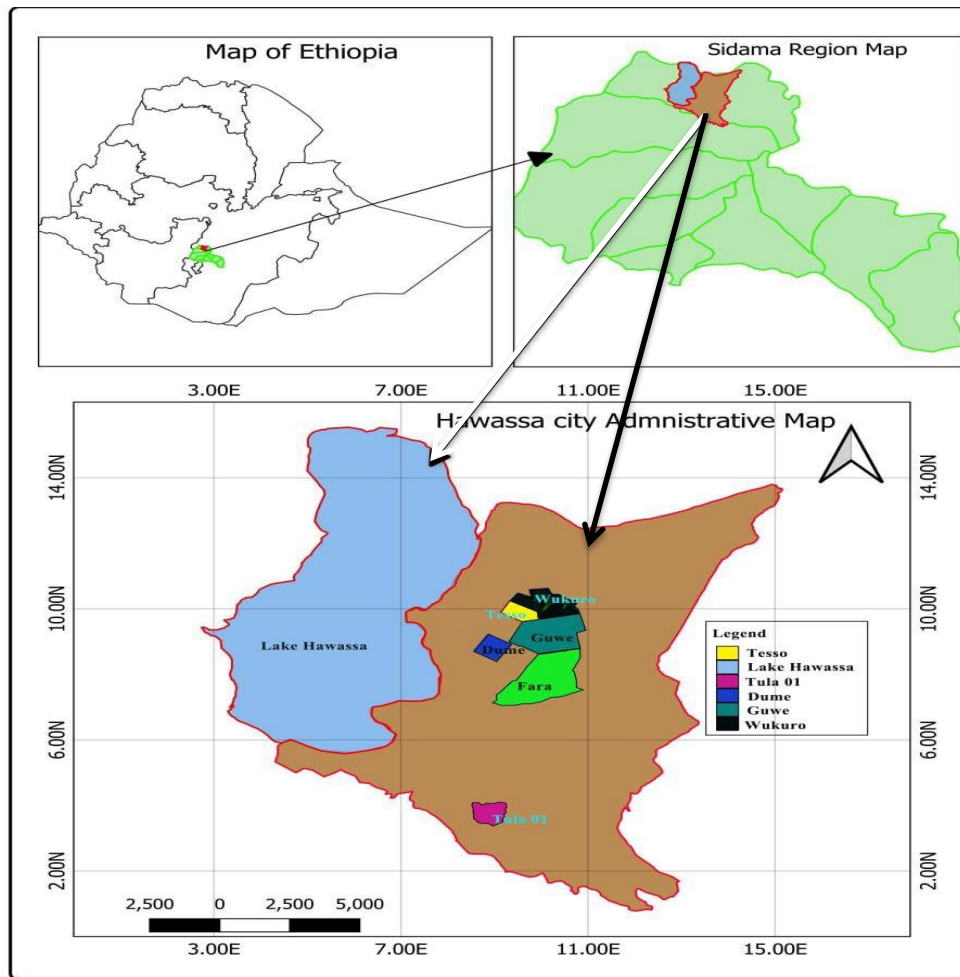 Map of Ethiopia
Sidama Region Map
3.00E 7.00E 11.00E 15.00E
Hawassa city Admnistrative Map
14.00N 14.00N
10.00N 10.00N
6.00N 6.00N
2.00N 2.00N
Wukuro
Tesso
Guwe
Lake Hawassa
Dume
Fara
Tula 01
Legend
Tesso
Lake Hawassa
Tula 01
Dume
Guwe
Wukuro
2,500 0 2,500 5,000
3.00E 7.00E 11.00E 15.00E